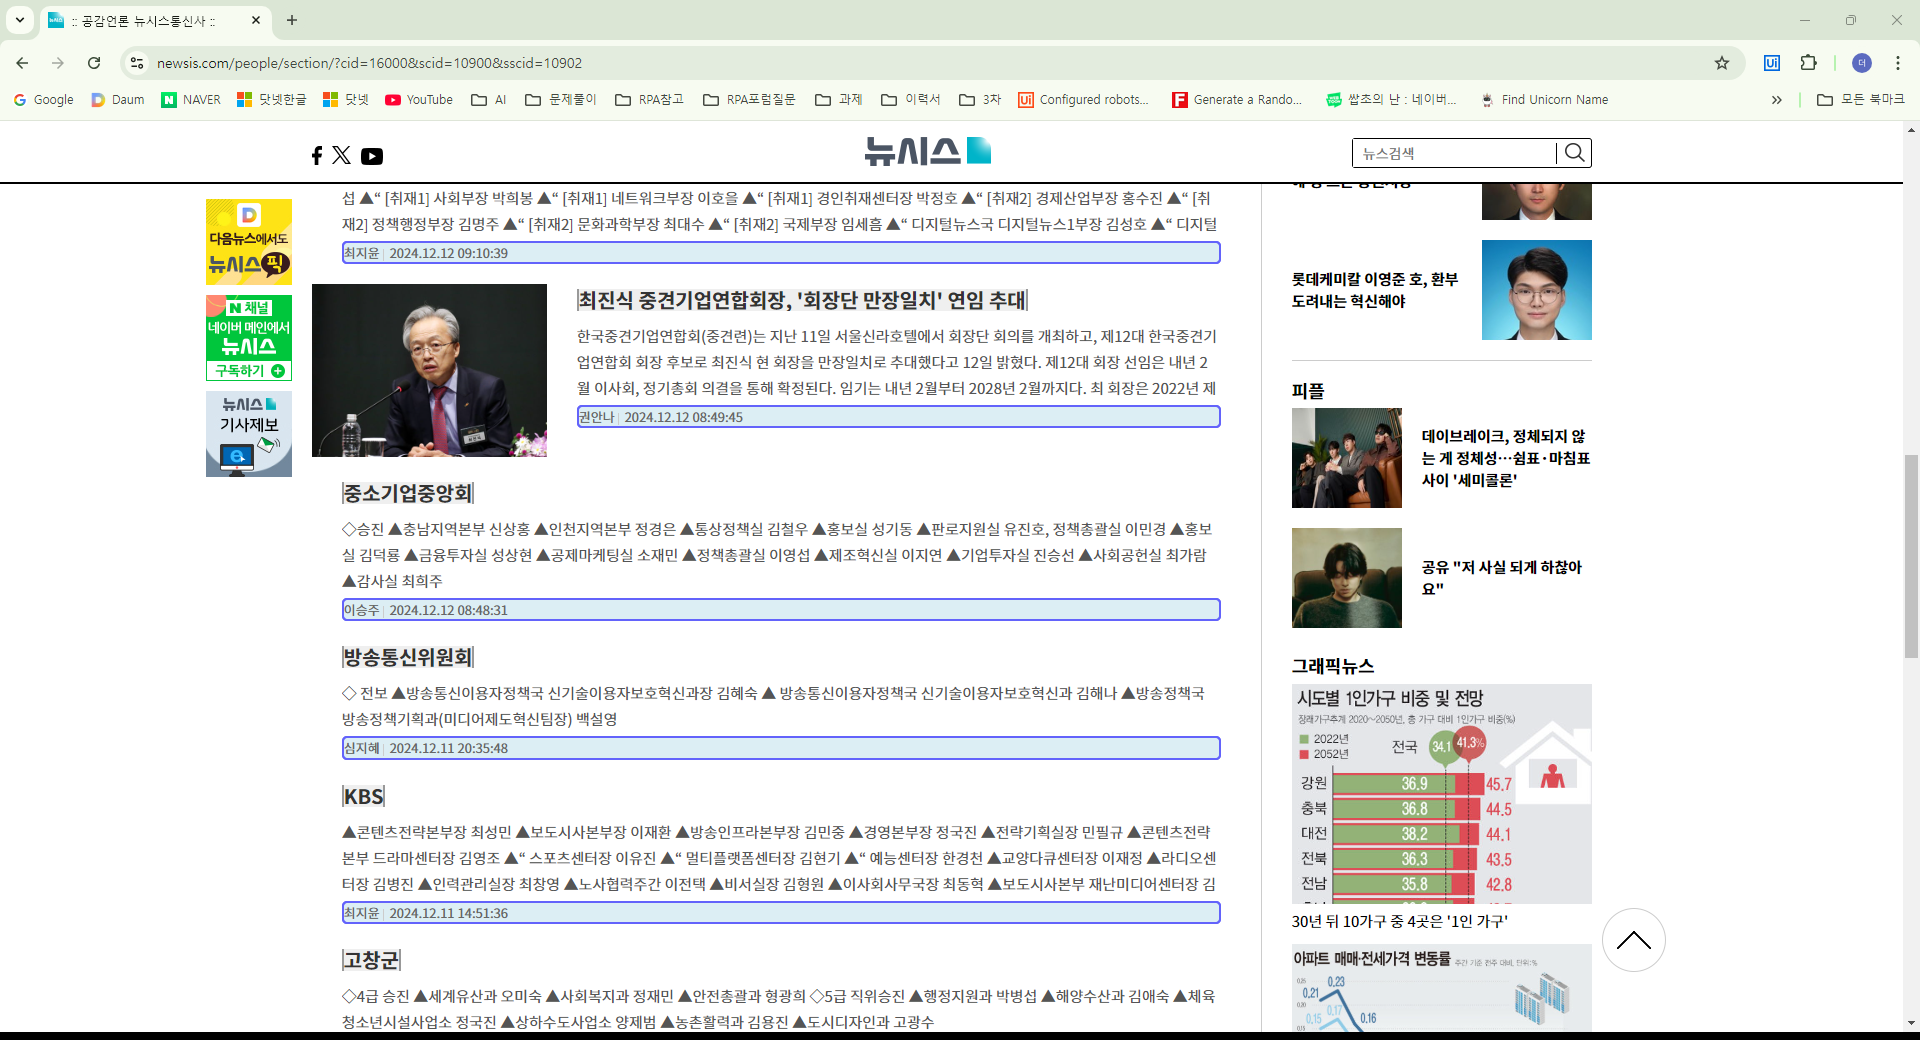 :: 공감언론 뉴시스통신사 ::
newsis.com/people/section/?cid=16000&scid=10900&sscid=10902
더
Google Daum NAVER 닷넷한글 닷넷 YouTube AI 문제풀이 RPA참고 RPA포럼질문 과제 이력서 3차 Configured robots... Generate a Rando... 쌉초의 난 : 네이버... Find Unicorn Name » 모든 북마크
뉴시스
뉴스검색
다음뉴스에서도
뉴시스픽
N 채널
네이버 메인에서
뉴시스
구독하기
뉴시스
기사제보
섭 ▲“ [취재1] 사회부장 박희봉 ▲“ [취재1] 네트워크부장 이호을 ▲“ [취재1] 경인취재센터장 박정호 ▲“ [취재2] 경제산업부장 홍수진 ▲“ [취
재2] 정책행정부장 김명주 ▲“ [취재2] 문화과학부장 최대수 ▲“ [취재2] 국제부장 임세흠 ▲“ 디지털뉴스국 디지털뉴스1부장 김성호 ▲“ 디지털
최지윤 | 2024.12.12 09:10:39
최진식 중견기업연합회장, '회장단 만장일치' 연임 추대
한국중견기업연합회(중견련)는 지난 11일 서울신라호텔에서 회장단 회의를 개최하고, 제12대 한국중견기
업연합회 회장 후보로 최진식 현 회장을 만장일치로 추대했다고 12일 밝혔다. 제12대 회장 선임은 내년 2
월 이사회, 정기총회 의결을 통해 확정된다. 임기는 내년 2월부터 2028년 2월까지다. 최 회장은 2022년 제
권안나 | 2024.12.12 08:49:45
중소기업중앙회
◇승진 ▲충남지역본부 신상홍 ▲인천지역본부 정경은 ▲통상정책실 김철우 ▲홍보실 성기동 ▲판로지원실 유진호, 정책총괄실 이민경 ▲홍보
실 김덕룡 ▲금융투자실 성상현 ▲공제마케팅실 소재민 ▲정책총괄실 이영섭 ▲제조혁신실 이지연 ▲기업투자실 진승선 ▲사회공헌실 최가람
▲감사실 최희주
이승주 | 2024.12.12 08:48:31
방송통신위원회
◇ 전보 ▲방송통신이용자정책국 신기술이용자보호혁신과장 김혜숙 ▲ 방송통신이용자정책국 신기술이용자보호혁신과 김해나 ▲방송정책국
방송정책기획과(미디어제도혁신팀장) 백설영
심지혜 | 2024.12.11 20:35:48
KBS
▲콘텐츠전략본부장 최성민 ▲보도시사본부장 이재환 ▲방송인프라본부장 김민중 ▲경영본부장 정국진 ▲전략기획실장 민필규 ▲콘텐츠전략
본부 드라마센터장 김영조 ▲“ 스포츠센터장 이유진 ▲“ 멀티플랫폼센터장 김현기 ▲“ 예능센터장 한경천 ▲교양다큐센터장 이재정 ▲라디오센
터장 김병진 ▲인력관리실장 최창영 ▲노사협력주간 이전택 ▲비서실장 김형원 ▲이사회사무국장 최동혁 ▲보도시사본부 재난미디어센터장 김
최지윤 | 2024.12.11 14:51:36
고창군
◇4급 승진 ▲세계유산과 오미숙 ▲사회복지과 정재민 ▲안전총괄과 형광희 ◇5급 직위승진 ▲행정지원과 박병섭 ▲해양수산과 김애숙 ▲체육
청소년시설사업소 정국진 ▲상하수도사업소 양제범 ▲농촌활력과 김용진 ▲도시디자인과 고광수
롯데케미칼 이영준 호, 환부
도려내는 혁신해야
피플
데이브레이크, 정체되지 않
는 게 정체성…쉼표·마침표
사이 '세미콜론'
공유 "저 사실 되게 하찮아
요"
그래픽뉴스
시도별 1인가구 비중 및 전망
장래가구추계 2020~2050년, 총 가구 대비 1인가구 비중(%)
2022년
2052년
전국 34.1 41.3%
강원 36.9 45.7
충북 36.8 44.5
대전 38.2 44.1
전북 36.3 43.5
전남 35.8 42.8
30년 뒤 10가구 중 4곳은 '1인 가구'
아파트 매매·전세가격 변동률 주간 기준 전주 대비, 단위:%
0.25
0.23
0.21
0.20
0.15 0.17 0.16
0.15